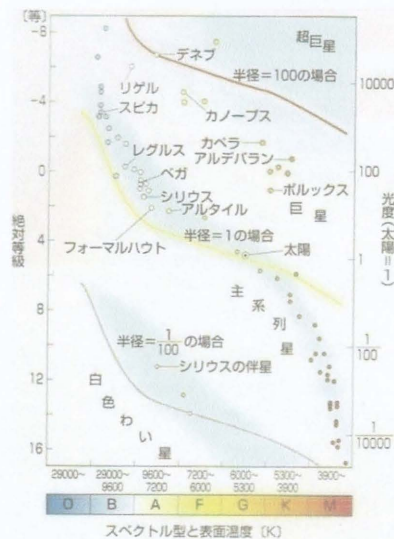 [等]
-8
-4
0
4
8
12
16
絶対等級
超巨星
デネブ
リゲル
半径=100の場合
スピカ
カノープス
カペラ
アルデバラン
レグルス
ベガ
ポルックス
シリウス
巨星
アルタイル
半径=1の場合
フォーマルハウト
太陽
主系列星
半径=1/100の場合
シリウスの伴星
白色わい星
10000
100
1
1/100
1/10000
光度(太陽=1)
29000~
29000~
9600
9600~
7200
7200~
6000
6000~
5300
5300~
3900
3900~
O B A F G K M
スペクトル型と表面温度〔K〕